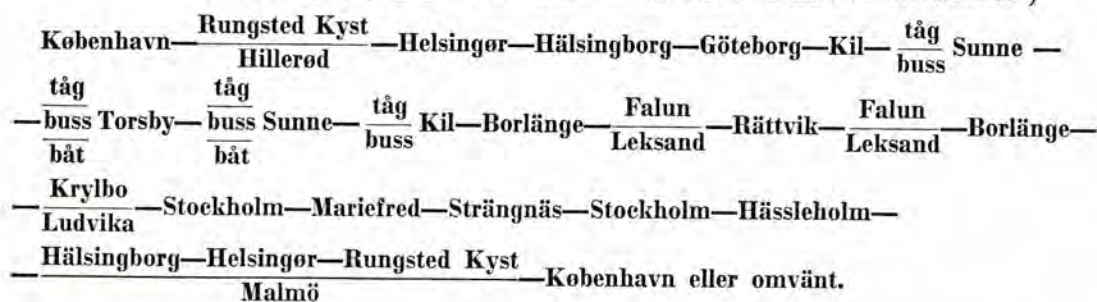 København—Rungsted Kyst/Hillerød—Helsingør—Hälsingborg—Göteborg—Kil—tåg/buss Sunne—
—tåg/buss/båt Torsby—tåg/buss/båt Sunne—tåg/buss Kil—Borlänge—Falun/Leksand—Rättvik—Falun/Leksand—Borlänge—
—Krylbo/Ludvika—Stockholm—Mariefred—Strängnäs—Stockholm—Hässleholm—
—Hälsingborg—Helsingør—Rungsted Kyst/Malmö—København eller omvänt.